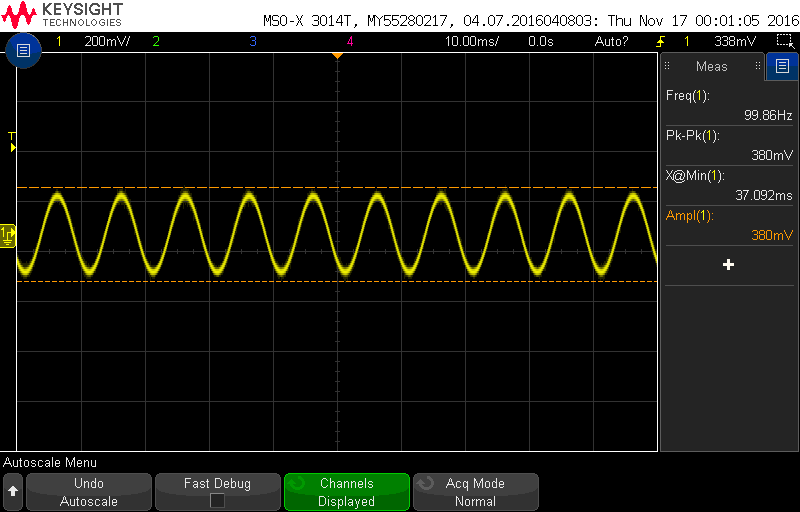 KEYSIGHT
TECHNOLOGIES
MSO-X 3014T, MY55280217, 04.07.2016040803: Thu Nov 17 00:01:05 2016
1 200mV/ 2 3 4 10.00ms/ 0.0s Auto? 1 338mV
Meas
Freq(1):
99.86Hz
Pk-Pk(1):
380mV
X@Min(1):
37.092ms
Ampl(1):
380mV
T
1
Autoscale Menu
Undo
Autoscale
Fast Debug
Channels
Displayed
Acq Mode
Normal